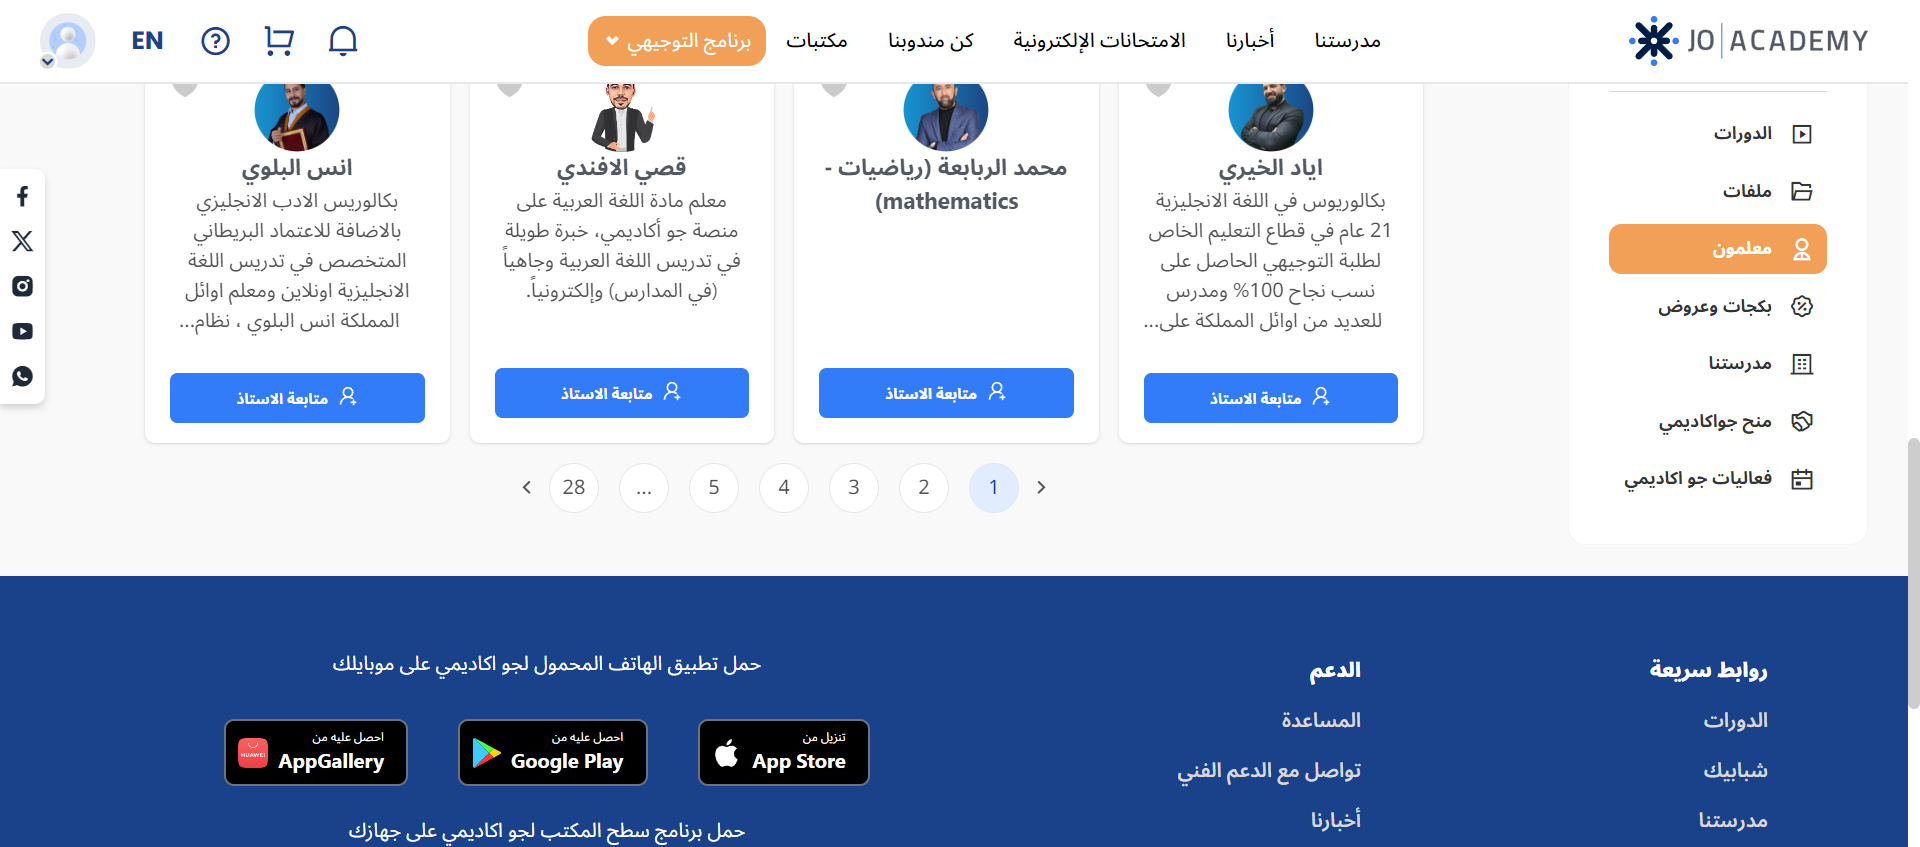 JO ACADEMY
مدرستنا
أخبارنا
الامتحانات الإلكترونية
كن مندوبنا
مكتبات
برنامج التوجيهي
EN
الدورات
ملفات
معلمون
بكجات وعروض
مدرستنا
منح جواكاديمي
فعاليات جو اكاديمي
اياد الخيري
بكالوريوس في اللغة الانجليزية
21 عام في قطاع التعليم الخاص
لطلبة التوجيهي الحاصل على
نسب نجاح 100% ومدرس
للعديد من اوائل المملكة على...
متابعة الاستاذ
محمد الربابعة (رياضيات -
mathematics)
متابعة الاستاذ
قصي الافندي
معلم مادة اللغة العربية على
منصة جو أكاديمي، خبرة طويلة
في تدريس اللغة العربية وجاهياً
(في المدارس) وإلكترونياً.
متابعة الاستاذ
انس البلوي
بكالوريس الادب الانجليزي
بالاضافة للاعتماد البريطاني
المتخصص في تدريس اللغة
الانجليزية اونلاين ومعلم اوائل
المملكة انس البلوي ، نظام...
متابعة الاستاذ
1 2 3 4 5 ... 28
روابط سريعة
الدورات
شبابيك
مدرستنا
الدعم
المساعدة
تواصل مع الدعم الفني
أخبارنا
حمل تطبيق الهاتف المحمول لجو اكاديمي على موبايلك
تنزيل من
App Store
احصل عليه من
Google Play
احصل عليه من
AppGallery
HUAWEI
حمل برنامج سطح المكتب لجو اكاديمي على جهازك